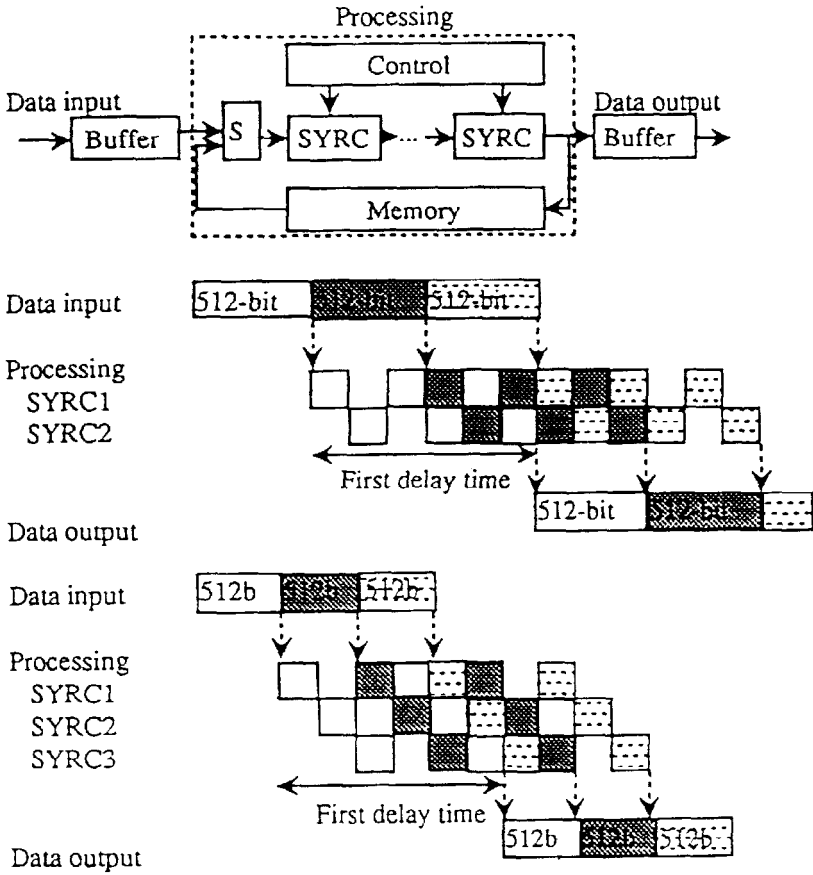 Processing
Control
Data input
Data output
Buffer
S
SYRC
...
SYRC
Buffer
Memory
Data input
512-bit 512-bit 512-bit
Processing
SYRC1
SYRC2
First delay time
512-bit 512-bit
Data output
Data input
512b 512b 512b
Processing
SYRC1
SYRC2
SYRC3
First delay time
512b 512b 512b
Data output